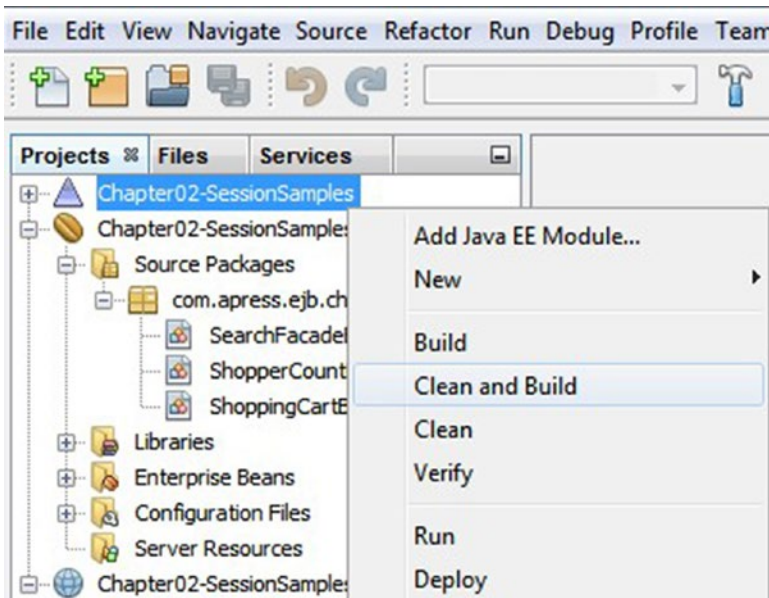 File Edit View Navigate Source Refactor Run Debug Profile Team
Projects Files Services
Chapter02-SessionSamples
Chapter02-SessionSamples
Source Packages
com.apress.ejb.ch
SearchFacade
ShopperCount
ShoppingCart
Libraries
Enterprise Beans
Configuration Files
Server Resources
Chapter02-SessionSamples
Add Java EE Module...
New
Build
Clean and Build
Clean
Verify
Run
Deploy